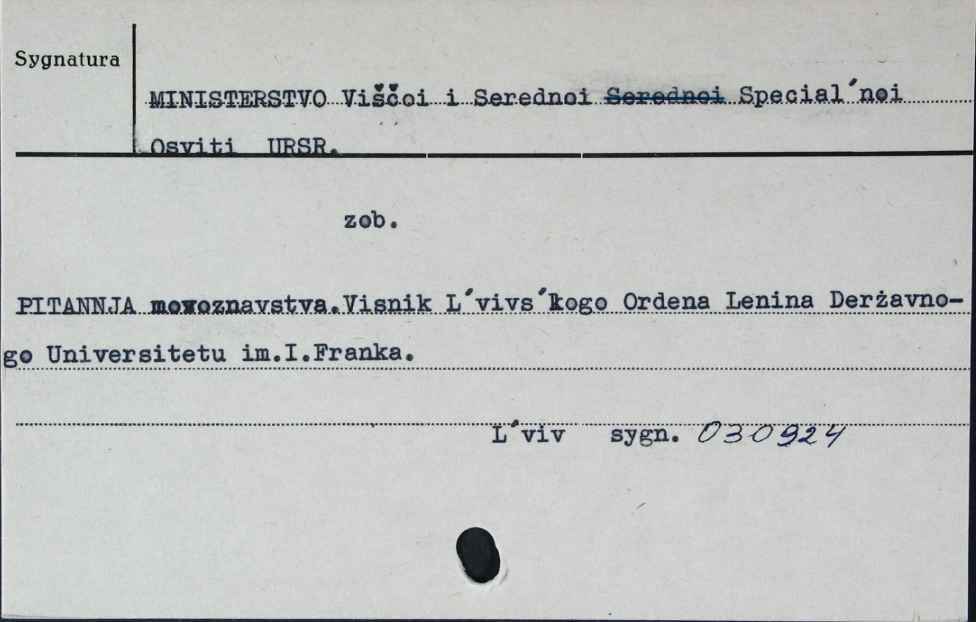 Sygnatura
MINISTERSTVO Viščoi i Serednoi Serednoi Special´noi
Osviti URSR.
zob.
PITANNJA movoznavstva.Visnik L´vivs´kogo Ordena Lenina Derżavno-
go Universitetu im.I.Franka.
L´viv sygn. 030924